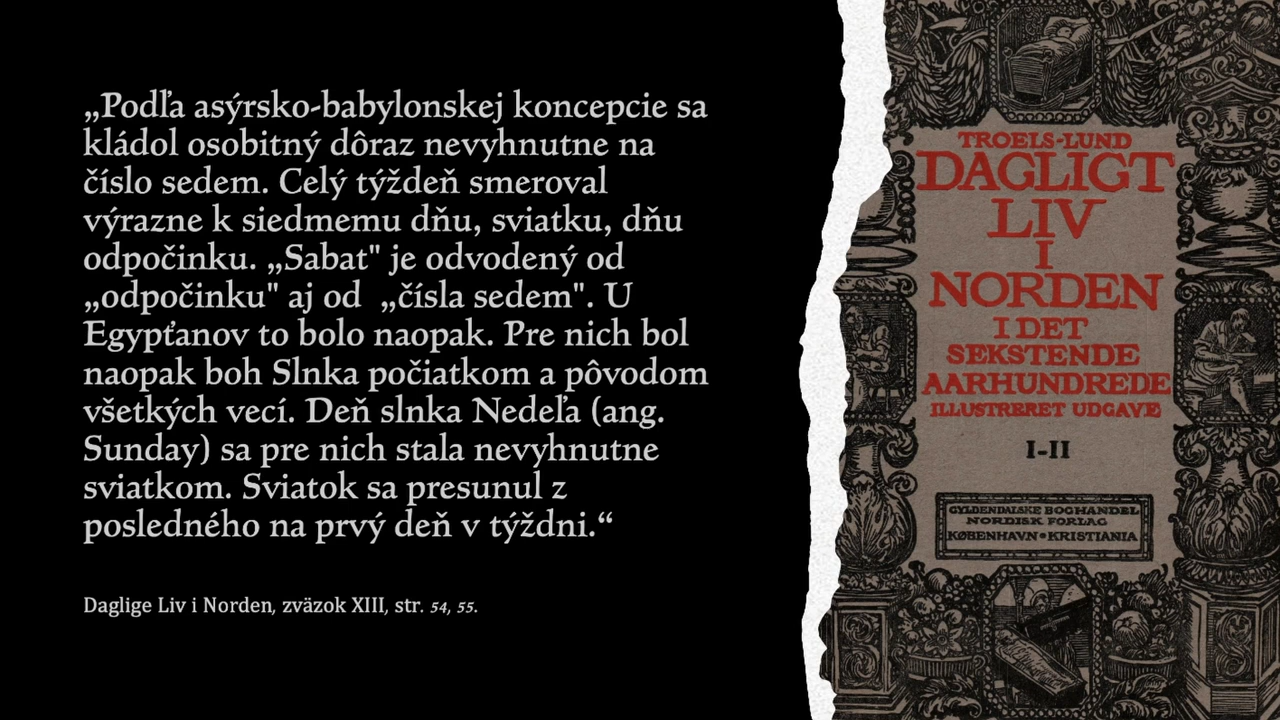 „Podľa asýrsko-babylonskej koncepcie sa
kládol osobitný dôraz nevyhnutne na
číslo sedem. Celý týždeň smeroval
výrazne k siedmemu dňu, sviatku, dňu
odpočinku. „Sabat" je odvodený od
„odpočinku" aj od „čísla sedem". U
Egypťanov to bolo naopak. Pre nich bol
naopak boh Slnka počiatkom a pôvodom
všetkých vecí. Deň slnka Nedeľa (ang.
Sunday) sa pre nich stala nevyhnutne
sviatkom. Sviatok sa presunul z
posledného na prvý deň v týždni.“
Daglige Liv i Norden, zväzok XIII, str. 54, 55.
TROELS-LUND
DAGLIGT
LIV
I
NORDEN
I DET
SEKSTENDE
AARHUNDREDE
ILLUSTRERET UDGAVE
I-II
GYLDENDALSKE BOGHANDEL
NORDISK FORLAG
KØBENHAVN • KRISTIANIA